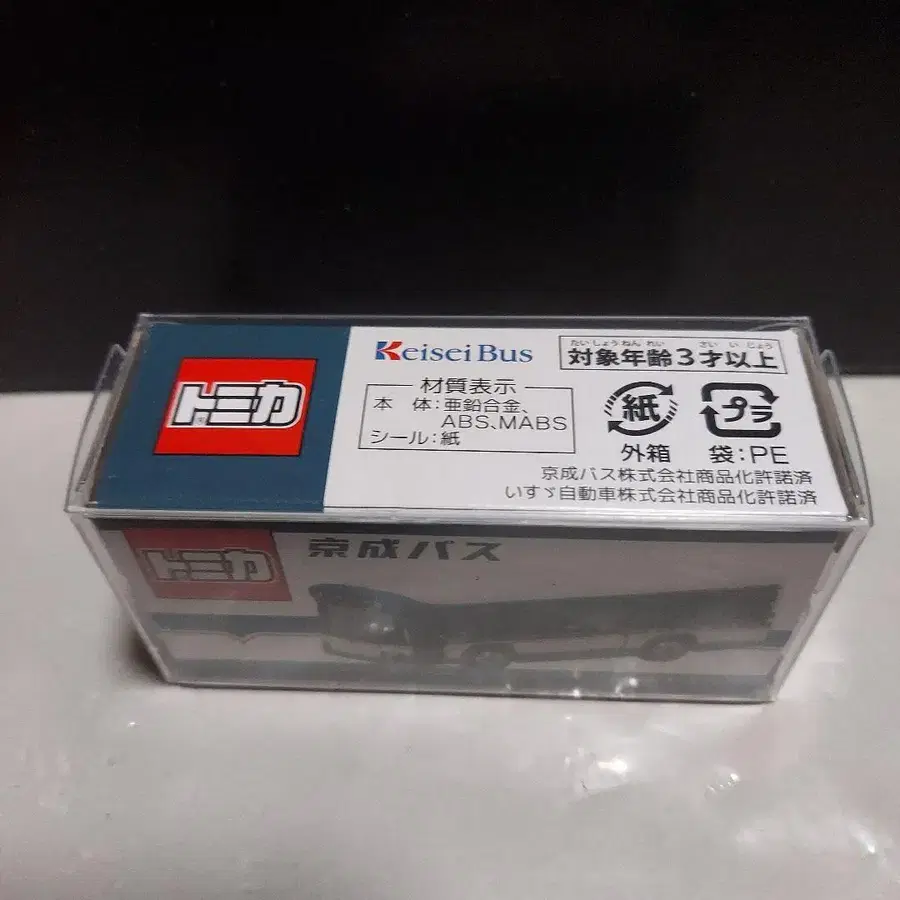 トミカ
Keisei Bus
たいしょうねんれい さいいじょう
対象年齢3才以上
材質表示
本体:亜鉛合金、
ABS、MABS
シール:紙
紙
外箱
プラ
袋:PE
京成バス株式会社商品化許諾済
いすゞ自動車株式会社商品化許諾済
トミカ
京成バス